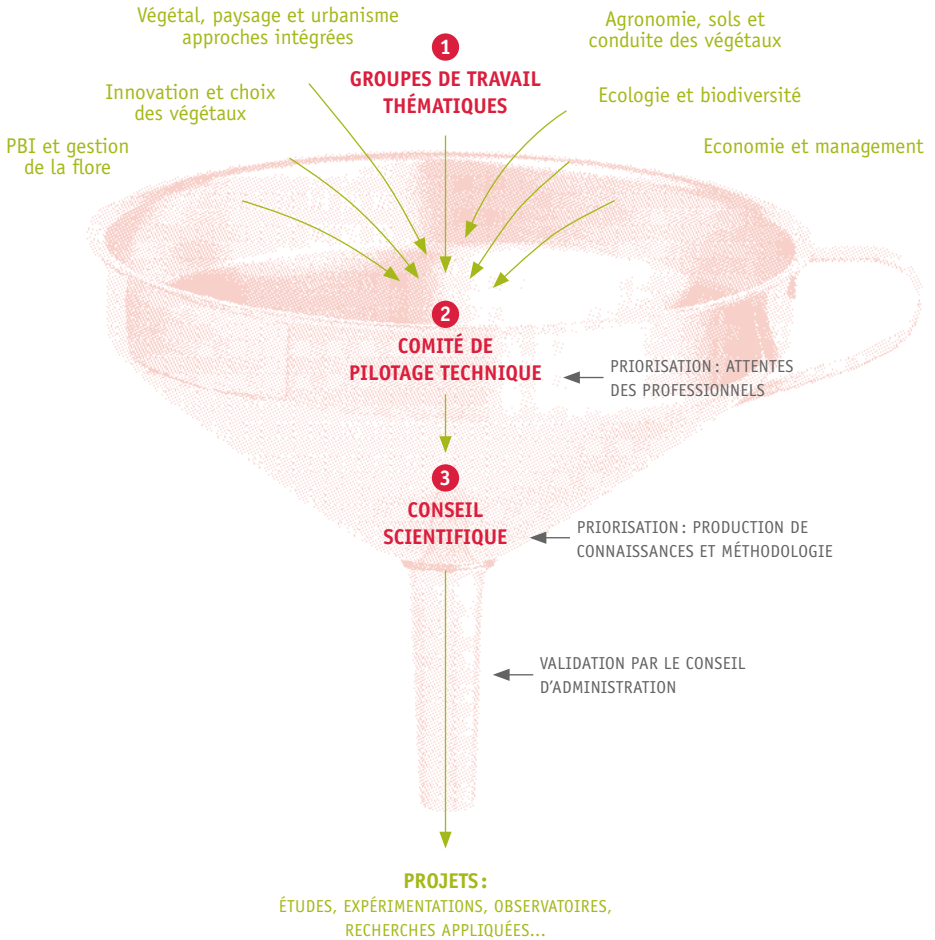 Végétal, paysage et urbanisme
approches intégrées
Agronomie, sols et
conduite des végétaux
1
GROUPES DE TRAVAIL
THÉMATIQUES
Innovation et choix
des végétaux
Ecologie et biodiversité
PBI et gestion
de la flore
Economie et management
2
COMITÉ DE
PILOTAGE TECHNIQUE
PRIORISATION : ATTENTES
DES PROFESSIONNELS
3
CONSEIL
SCIENTIFIQUE
PRIORISATION : PRODUCTION DE
CONNAISSANCES ET MÉTHODOLOGIE
VALIDATION PAR LE CONSEIL
D'ADMINISTRATION
PROJETS :
ÉTUDES, EXPÉRIMENTATIONS, OBSERVATOIRES,
RECHERCHES APPLIQUÉES...